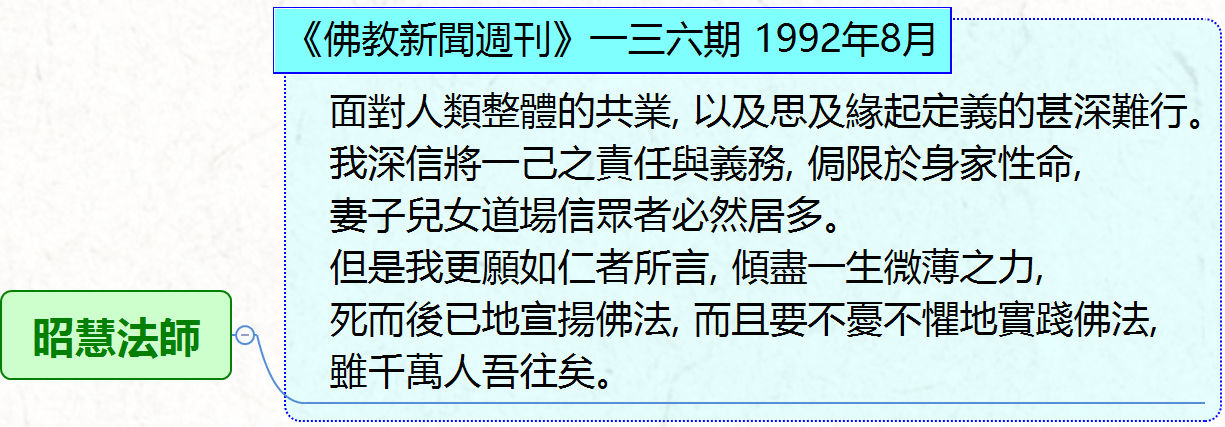 《佛教新聞週刊》一三六期 1992年8月
面對人類整體的共業, 以及思及緣起定義的甚深難行。
我深信將一己之責任與義務, 侷限於身家性命,
妻子兒女道場信眾者必然居多。
但是我更願如仁者所言, 傾盡一生微薄之力,
死而後已地宣揚佛法, 而且要不憂不懼地實踐佛法,
雖千萬人吾往矣。
昭慧法師